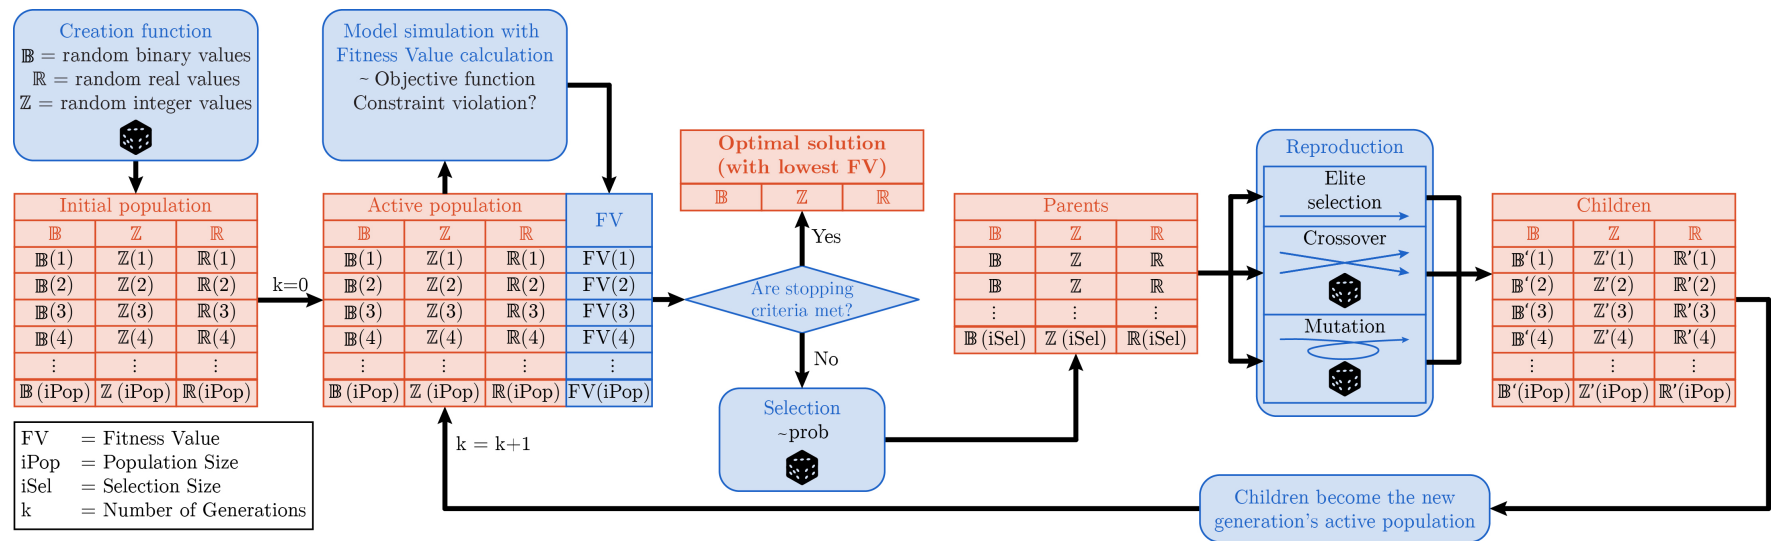 Creation function
𝔹 = random binary values
ℝ = random real values
ℤ = random integer values
Initial population
𝔹 ℤ ℝ
𝔹(1) ℤ(1) ℝ(1)
𝔹(2) ℤ(2) ℝ(2)
𝔹(3) ℤ(3) ℝ(3)
𝔹(4) ℤ(4) ℝ(4)
⋮ ⋮ ⋮
𝔹(iPop) ℤ(iPop) ℝ(iPop)
FV = Fitness Value
iPop = Population Size
iSel = Selection Size
k = Number of Generations
k=0
Model simulation with
Fitness Value calculation
~ Objective function
Constraint violation?
Active population FV
𝔹 ℤ ℝ
𝔹(1) ℤ(1) ℝ(1) FV(1)
𝔹(2) ℤ(2) ℝ(2) FV(2)
𝔹(3) ℤ(3) ℝ(3) FV(3)
𝔹(4) ℤ(4) ℝ(4) FV(4)
⋮ ⋮ ⋮ ⋮
𝔹(iPop) ℤ(iPop) ℝ(iPop) FV(iPop)
k = k+1
Optimal solution
(with lowest FV)
𝔹 ℤ ℝ
Yes
Are stopping
criteria met?
No
Selection
~prob
Parents
𝔹 ℤ ℝ
𝔹 ℤ ℝ
𝔹 ℤ ℝ
⋮ ⋮ ⋮
𝔹(iSel) ℤ(iSel) ℝ(iSel)
Reproduction
Elite
selection
Crossover
Mutation
Children
𝔹 ℤ ℝ
𝔹‘(1) ℤ’(1) ℝ’(1)
𝔹‘(2) ℤ’(2) ℝ’(2)
𝔹‘(3) ℤ’(3) ℝ’(3)
𝔹‘(4) ℤ’(4) ℝ’(4)
⋮ ⋮ ⋮
𝔹‘(iPop) ℤ’(iPop) ℝ’(iPop)
Children become the new
generation's active population